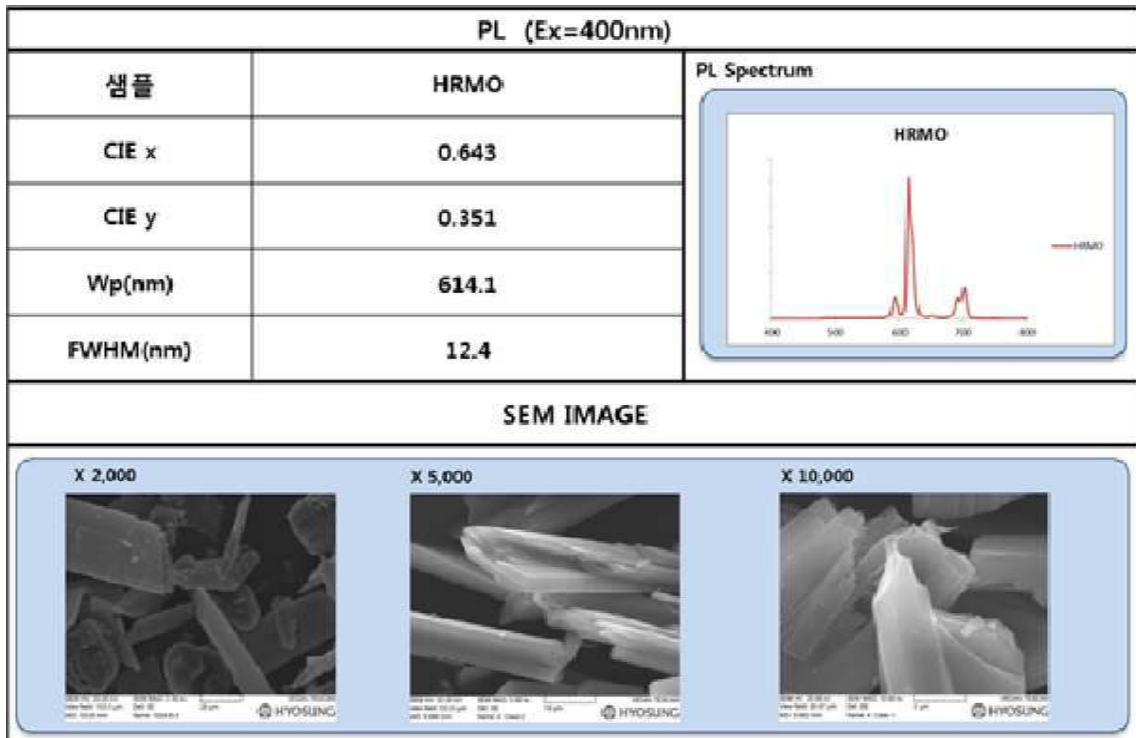 PL (Ex=400nm)
샘플 HRMO
CIE x 0.643
CIE y 0.351
Wp(nm) 614.1
FWHM(nm) 12.4
PL Spectrum
HRMO
HRMO
400 500 600 700 800
SEM IMAGE
X 2,000 X 5,000 X 10,000
HYOSUNG HYOSUNG HYOSUNG